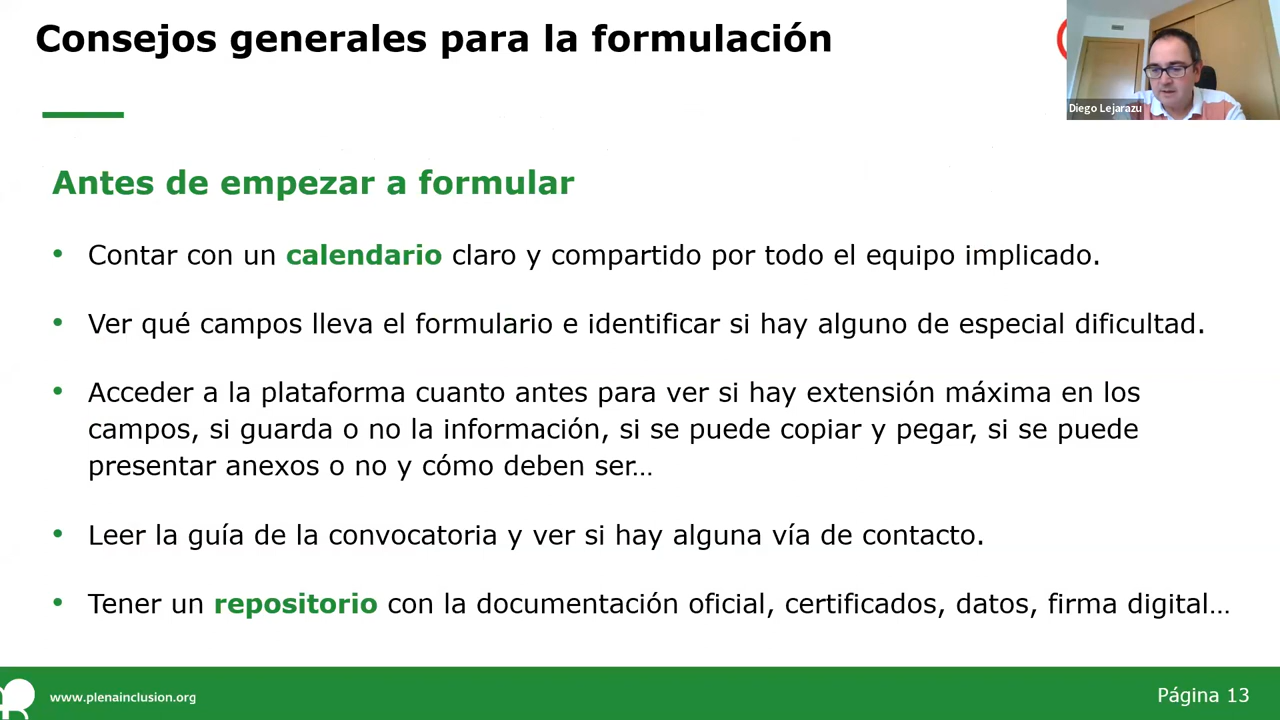 Consejos generales para la formulación
Diego Lejarazu
Antes de empezar a formular
• Contar con un calendario claro y compartido por todo el equipo implicado.
• Ver qué campos lleva el formulario e identificar si hay alguno de especial dificultad.
• Acceder a la plataforma cuanto antes para ver si hay extensión máxima en los
campos, si guarda o no la información, si se puede copiar y pegar, si se puede
presentar anexos o no y cómo deben ser…
• Leer la guía de la convocatoria y ver si hay alguna vía de contacto.
• Tener un repositorio con la documentación oficial, certificados, datos, firma digital…
www.plenainclusion.org
Página 13